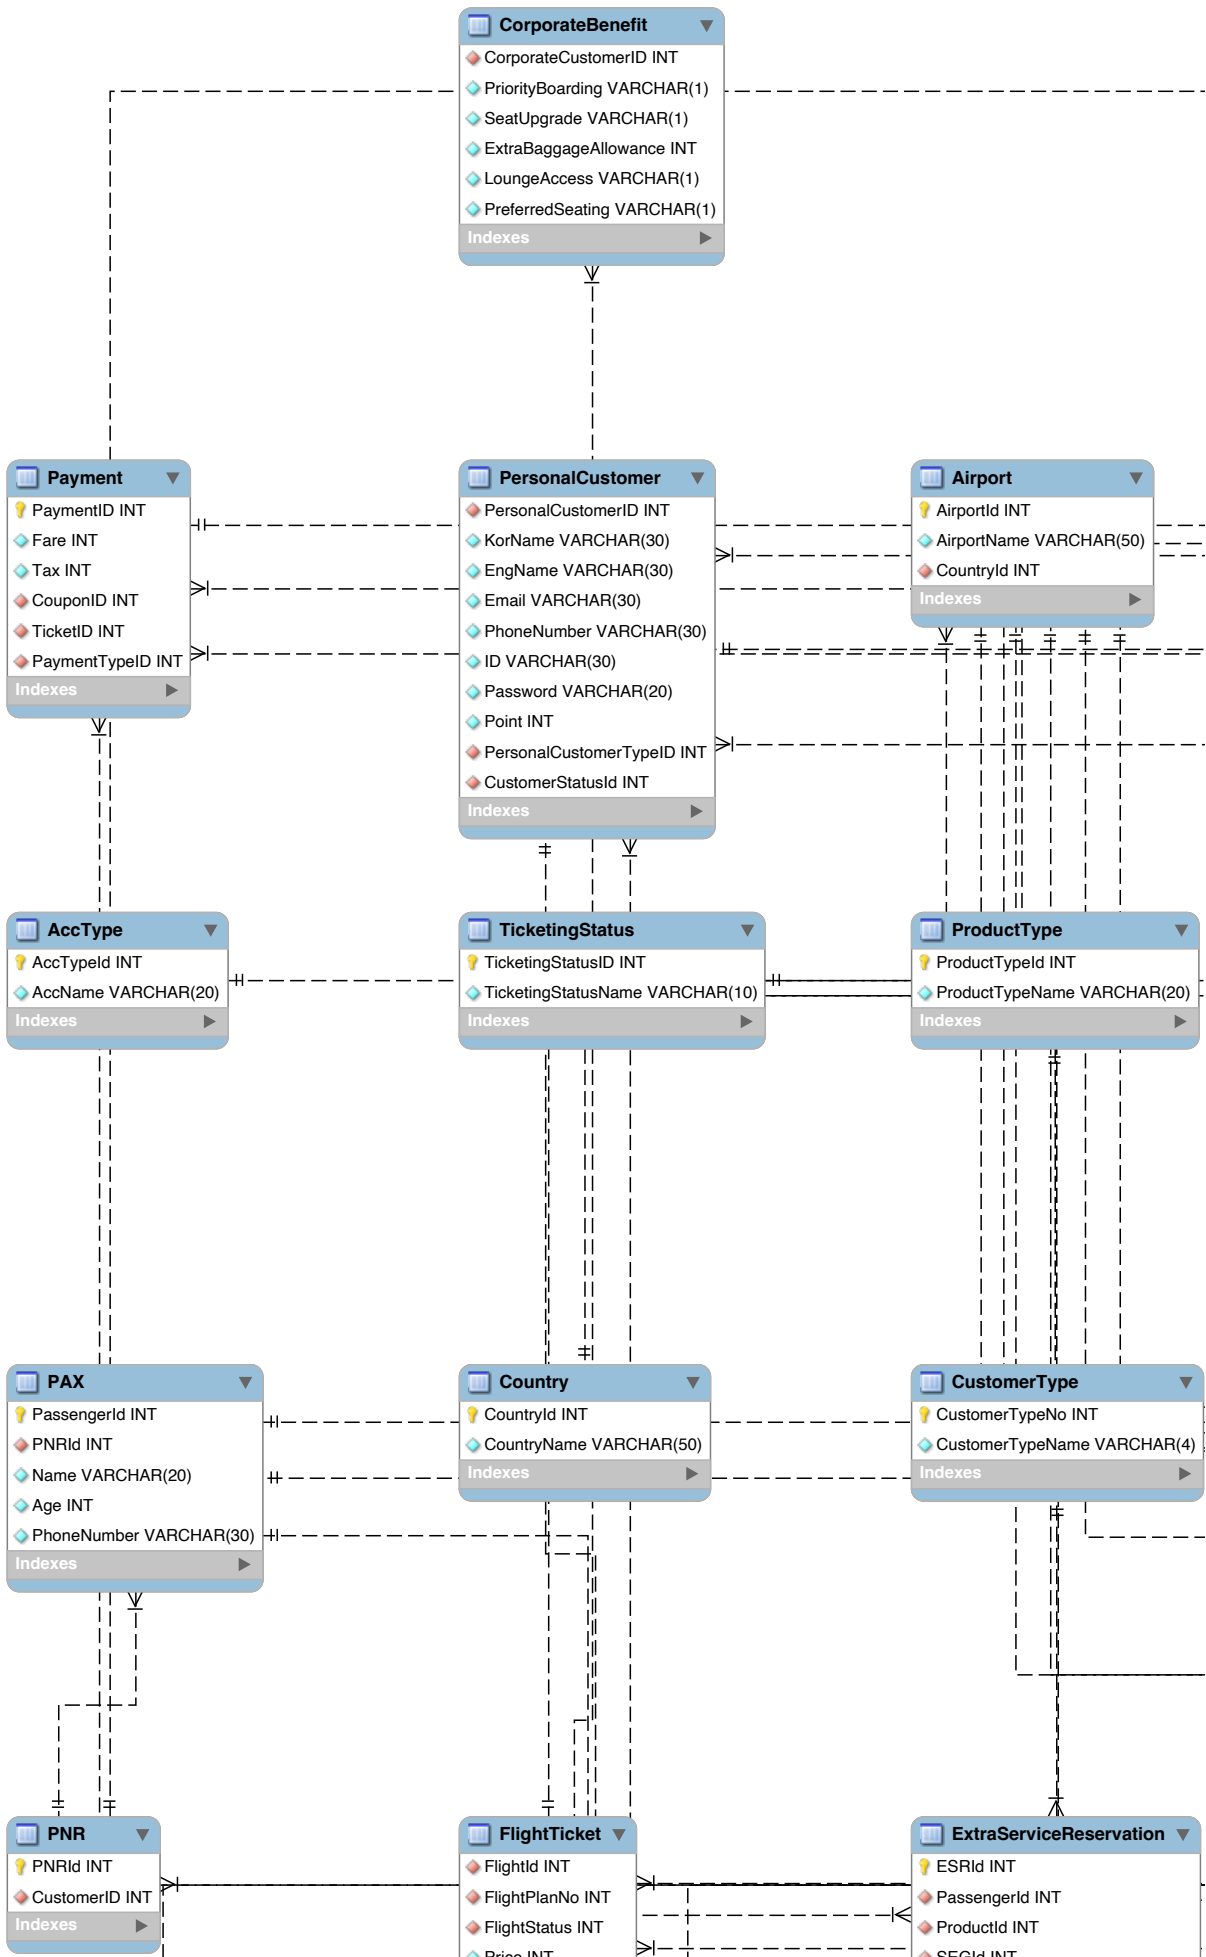 CorporateBenefit
CorporateCustomerID INT
PriorityBoarding VARCHAR(1)
SeatUpgrade VARCHAR(1)
ExtraBaggageAllowance INT
LoungeAccess VARCHAR(1)
PreferredSeating VARCHAR(1)
Indexes
Payment
PaymentID INT
Fare INT
Tax INT
CouponID INT
TicketID INT
PaymentTypeID INT
Indexes
PersonalCustomer
PersonalCustomerID INT
KorName VARCHAR(30)
EngName VARCHAR(30)
Email VARCHAR(30)
PhoneNumber VARCHAR(30)
ID VARCHAR(30)
Password VARCHAR(20)
Point INT
PersonalCustomerTypeID INT
CustomerStatusId INT
Indexes
Airport
AirportId INT
AirportName VARCHAR(50)
CountryId INT
Indexes
AccType
AccTypeId INT
AccName VARCHAR(20)
Indexes
TicketingStatus
TicketingStatusID INT
TicketingStatusName VARCHAR(10)
Indexes
ProductType
ProductTypeId INT
ProductTypeName VARCHAR(20)
Indexes
PAX
PassengerId INT
PNRId INT
Name VARCHAR(20)
Age INT
PhoneNumber VARCHAR(30)
Indexes
Country
CountryId INT
CountryName VARCHAR(50)
Indexes
CustomerType
CustomerTypeNo INT
CustomerTypeName VARCHAR(4)
Indexes
PNR
PNRId INT
CustomerID INT
Indexes
FlightTicket
FlightId INT
FlightPlanNo INT
FlightStatus INT
Price INT
ExtraServiceReservation
ESRId INT
PassengerId INT
ProductId INT
SEGId INT